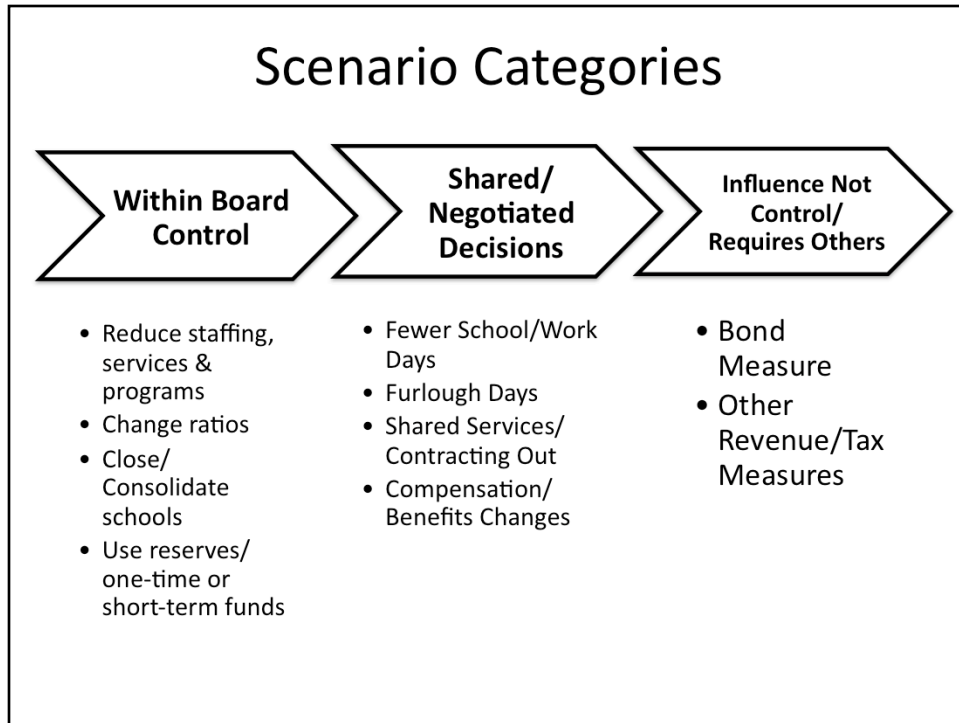 Scenario Categories
Within Board
Control
Shared/
Negotiated
Decisions
Influence Not
Control/
Requires Others
• Reduce staffing,
services &
programs
• Change ratios
• Close/
Consolidate
schools
• Use reserves/
one-time or
short-term funds
• Fewer School/Work
Days
• Furlough Days
• Shared Services/
Contracting Out
• Compensation/
Benefits Changes
• Bond
Measure
• Other
Revenue/Tax
Measures